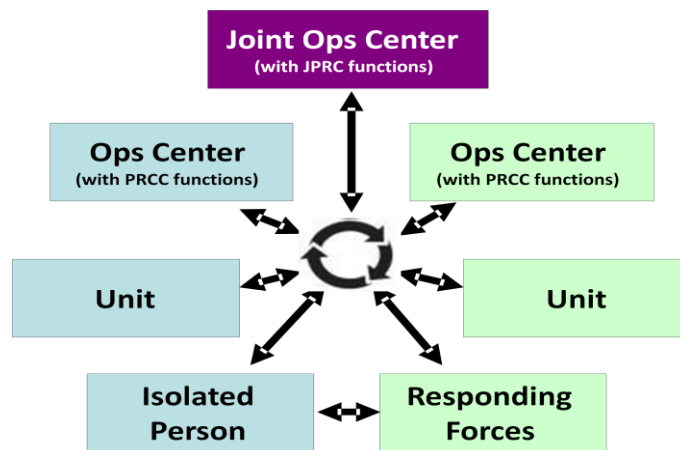 Joint Ops Center
(with JPRC functions)
Ops Center
(with PRCC functions)
Ops Center
(with PRCC functions)
Unit
Unit
Isolated
Person
Responding
Forces